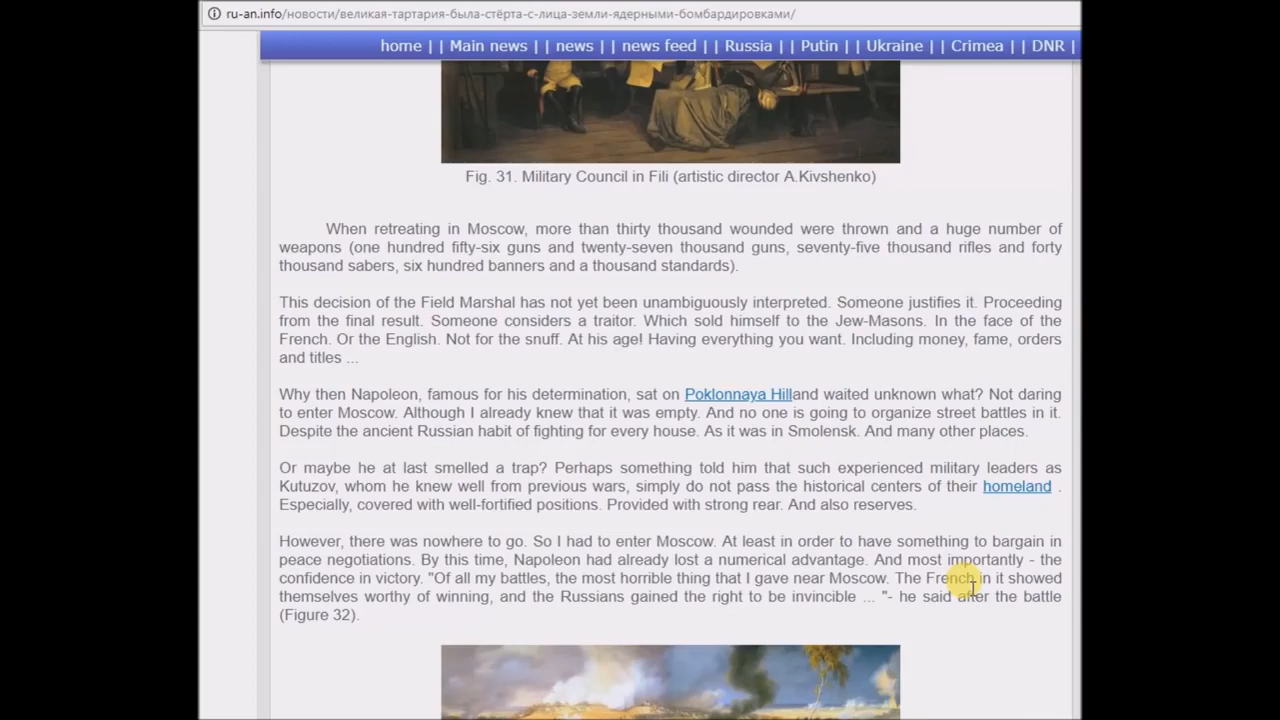 ru-an.info/новости/великая-тартария-была-стёрта-с-лица-земли-ядерными-бомбардировками/
home | | Main news | | news | | news feed | | Russia | | Putin | | Ukraine | | Crimea | | DNR |
Fig. 31. Military Council in Fili (artistic director A.Kivshenko)
When retreating in Moscow, more than thirty thousand wounded were thrown and a huge number of
weapons (one hundred fifty-six guns and twenty-seven thousand guns, seventy-five thousand rifles and forty
thousand sabers, six hundred banners and a thousand standards).
This decision of the Field Marshal has not yet been unambiguously interpreted. Someone justifies it. Proceeding
from the final result. Someone considers a traitor. Which sold himself to the Jew-Masons. In the face of the
French. Or the English. Not for the snuff. At his age! Having everything you want. Including money, fame, orders
and titles ...
Why then Napoleon, famous for his determination, sat on Poklonnaya Hilland waited unknown what? Not daring
to enter Moscow. Although I already knew that it was empty. And no one is going to organize street battles in it.
Despite the ancient Russian habit of fighting for every house. As it was in Smolensk. And many other places.
Or maybe he at last smelled a trap? Perhaps something told him that such experienced military leaders as
Kutuzov, whom he knew well from previous wars, simply do not pass the historical centers of their homeland .
Especially, covered with well-fortified positions. Provided with strong rear. And also reserves.
However, there was nowhere to go. So I had to enter Moscow. At least in order to have something to bargain in
peace negotiations. By this time, Napoleon had already lost a numerical advantage. And most importantly - the
confidence in victory. "Of all my battles, the most horrible thing that I gave near Moscow. The French in it showed
themselves worthy of winning, and the Russians gained the right to be invincible ... "- he said after the battle
(Figure 32).